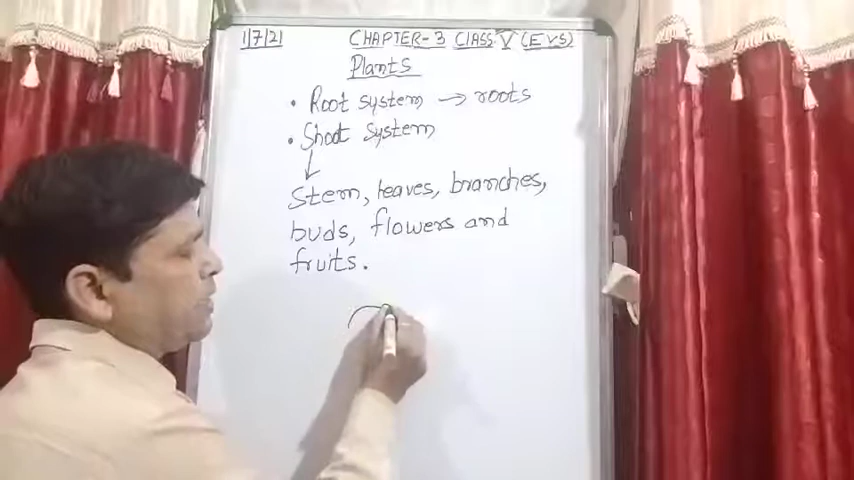 1/7/21
CHAPTER-3 CLASS-V (EVS)
Plants
• Root system → roots
• Shoot System
↓
Stem, leaves, branches,
buds, flowers and
fruits.